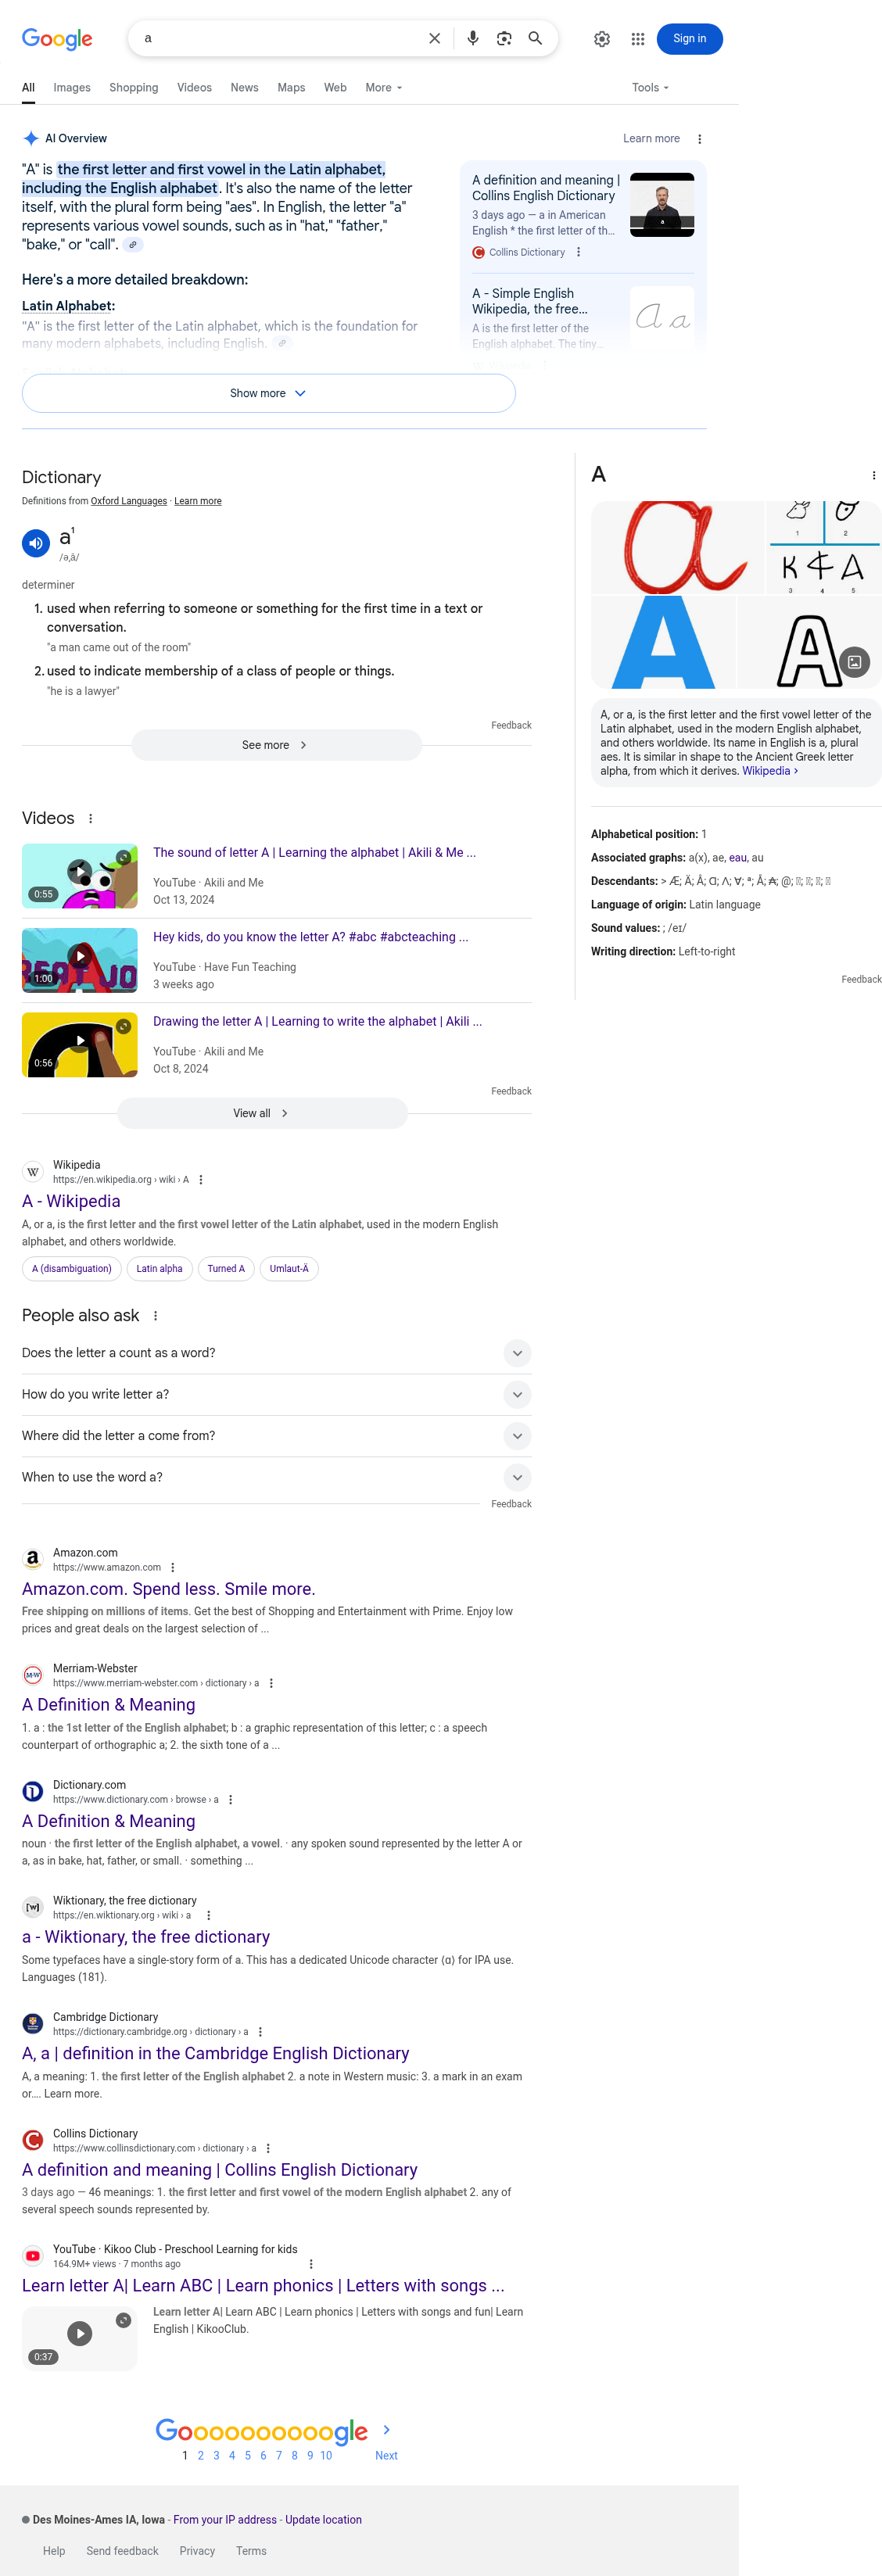 Google
a
Sign in
All Images Shopping Videos News Maps Web More Tools
AI Overview
Learn more
"A" is the first letter and first vowel in the Latin alphabet,
including the English alphabet. It's also the name of the letter
itself, with the plural form being "aes". In English, the letter "a"
represents various vowel sounds, such as in "hat," "father,"
"bake," or "call".
Here's a more detailed breakdown:
Latin Alphabet:
"A" is the first letter of the Latin alphabet, which is the foundation for
many modern alphabets, including English.
A definition and meaning |
Collins English Dictionary
3 days ago — a in American
English * the first letter of th...
Collins Dictionary
a
A - Simple English
Wikipedia, the free...
A is the first letter of the
English alphabet. The tiny...
a a
Show more
Dictionary
Definitions from Oxford Languages · Learn more
a¹
/ə,ā/
determiner
1. used when referring to someone or something for the first time in a text or
conversation.
"a man came out of the room"
2. used to indicate membership of a class of people or things.
"he is a lawyer"
Feedback
See more
A
a
1 2
K A
3 4 5
A
A
A, or a, is the first letter and the first vowel letter of the
Latin alphabet, used in the modern English alphabet,
and others worldwide. Its name in English is a, plural
aes. It is similar in shape to the Ancient Greek letter
alpha, from which it derives. Wikipedia ›
Alphabetical position: 1
Associated graphs: a(x), ae, eau, au
Descendants: > Æ; Ä; Â; Ɑ; Λ; Ɐ; ª; Å; ₳; @;
Language of origin: Latin language
Sound values: ; /eɪ/
Writing direction: Left-to-right
Feedback
Videos
0:55
The sound of letter A | Learning the alphabet | Akili & Me ...
YouTube · Akili and Me
Oct 13, 2024
REAT JO
1:00
Hey kids, do you know the letter A? #abc #abcteaching ...
YouTube · Have Fun Teaching
3 weeks ago
0:56
Drawing the letter A | Learning to write the alphabet | Akili ...
YouTube · Akili and Me
Oct 8, 2024
Feedback
View all
W
Wikipedia
https://en.wikipedia.org › wiki › A
A - Wikipedia
A, or a, is the first letter and the first vowel letter of the Latin alphabet, used in the modern English
alphabet, and others worldwide.
A (disambiguation) Latin alpha Turned A Umlaut-Ä
People also ask
Does the letter a count as a word?
How do you write letter a?
Where did the letter a come from?
When to use the word a?
Feedback
a
Amazon.com
https://www.amazon.com
Amazon.com. Spend less. Smile more.
Free shipping on millions of items. Get the best of Shopping and Entertainment with Prime. Enjoy low
prices and great deals on the largest selection of ...
M-W
Merriam-Webster
https://www.merriam-webster.com › dictionary › a
A Definition & Meaning
1. a : the 1st letter of the English alphabet; b : a graphic representation of this letter; c : a speech
counterpart of orthographic a; 2. the sixth tone of a ...
Dictionary.com
https://www.dictionary.com › browse › a
A Definition & Meaning
noun · the first letter of the English alphabet, a vowel. · any spoken sound represented by the letter A or
a, as in bake, hat, father, or small. · something ...
[w]
Wiktionary, the free dictionary
https://en.wiktionary.org › wiki › a
a - Wiktionary, the free dictionary
Some typefaces have a single-story form of a. This has a dedicated Unicode character ⟨ɑ⟩ for IPA use.
Languages (181).
Cambridge Dictionary
https://dictionary.cambridge.org › dictionary › a
A, a | definition in the Cambridge English Dictionary
A, a meaning: 1. the first letter of the English alphabet 2. a note in Western music: 3. a mark in an exam
or.... Learn more.
C
Collins Dictionary
https://www.collinsdictionary.com › dictionary › a
A definition and meaning | Collins English Dictionary
3 days ago — 46 meanings: 1. the first letter and first vowel of the modern English alphabet 2. any of
several speech sounds represented by.
YouTube · Kikoo Club - Preschool Learning for kids
164.9M+ views · 7 months ago
Learn letter A| Learn ABC | Learn phonics | Letters with songs ...
0:37
Learn letter A| Learn ABC | Learn phonics | Letters with songs and fun| Learn
English | KikooClub.
Goooooooooogle
1 2 3 4 5 6 7 8 9 10 Next
Des Moines-Ames IA, Iowa - From your IP address - Update location
Help Send feedback Privacy Terms